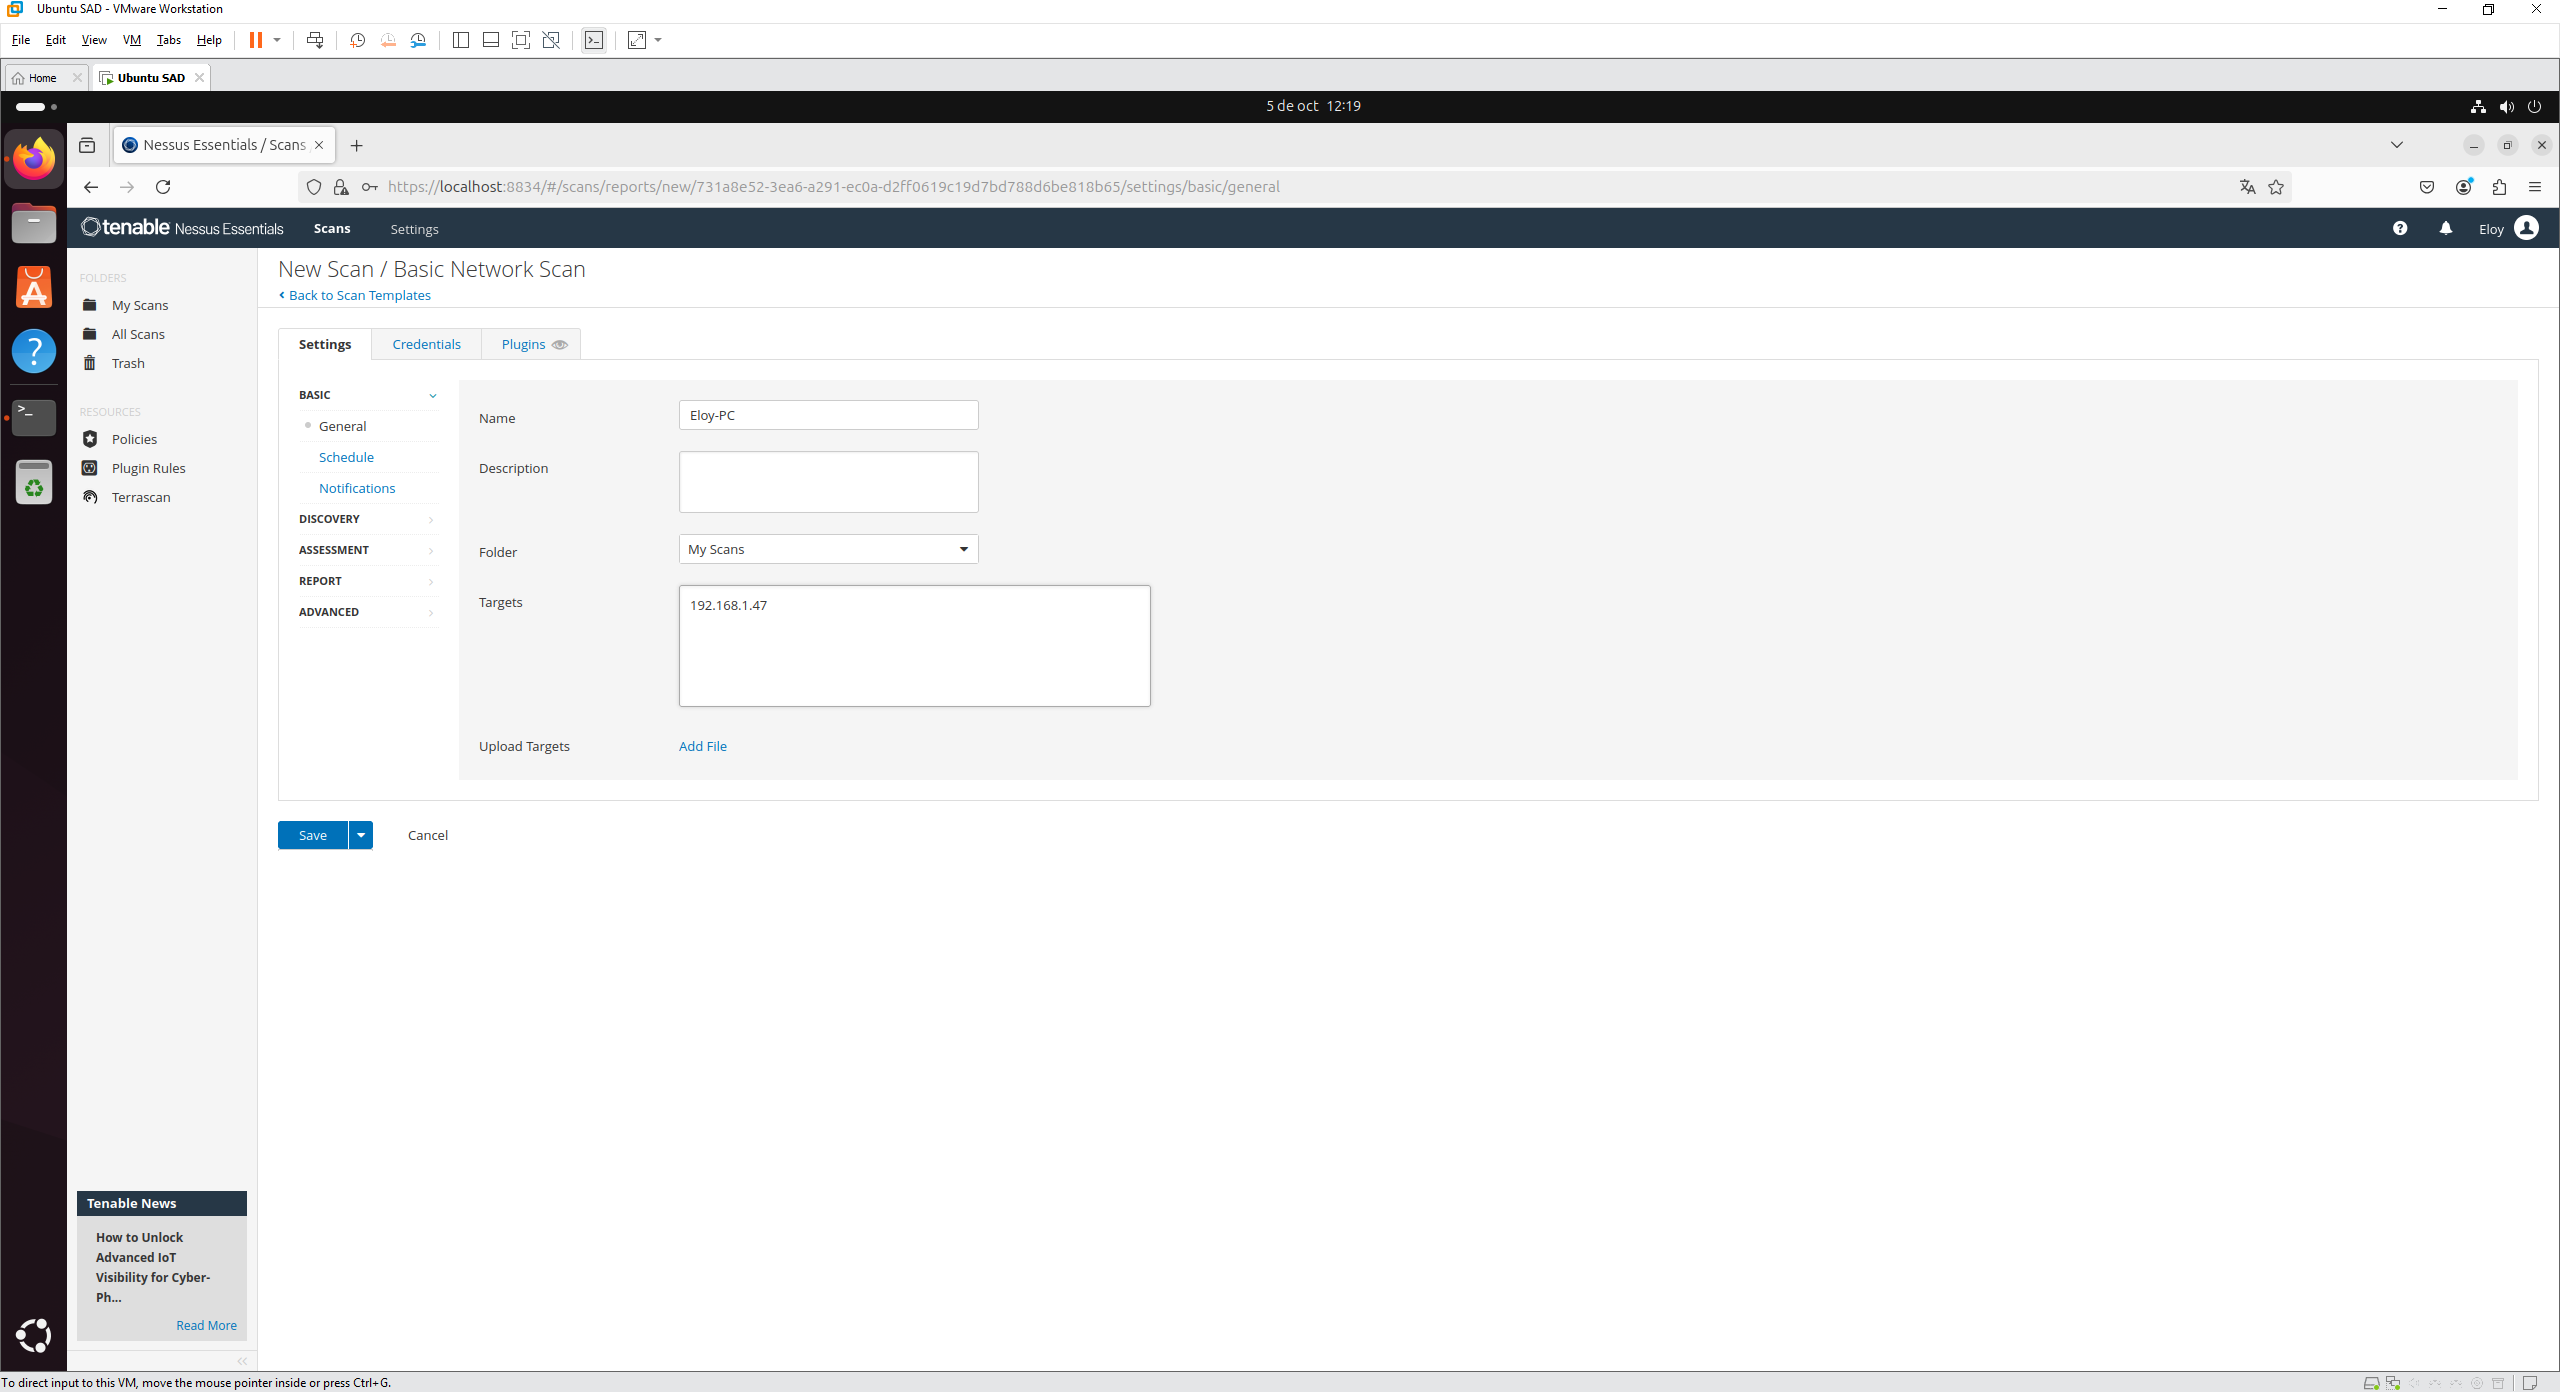 Ubuntu SAD - VMware Workstation
File Edit View VM Tabs Help
Home Ubuntu SAD
5 de oct 12:19
Nessus Essentials / Scans
https://localhost:8834/#/scans/reports/new/731a8e52-3ea6-a291-ec0a-d2ff0619c19d7bd788d6be818b65/settings/basic/general
tenable Nessus Essentials Scans Settings Eloy
FOLDERS
My Scans
All Scans
Trash
RESOURCES
Policies
Plugin Rules
Terrascan
New Scan / Basic Network Scan
Back to Scan Templates
Settings Credentials Plugins
BASIC
General
Schedule
Notifications
DISCOVERY
ASSESSMENT
REPORT
ADVANCED
Name Eloy-PC
Description
Folder My Scans
Targets 192.168.1.47
Upload Targets Add File
Save Cancel
Tenable News
How to Unlock
Advanced IoT
Visibility for Cyber-
Ph...
Read More
To direct input to this VM, move the mouse pointer inside or press Ctrl+G.